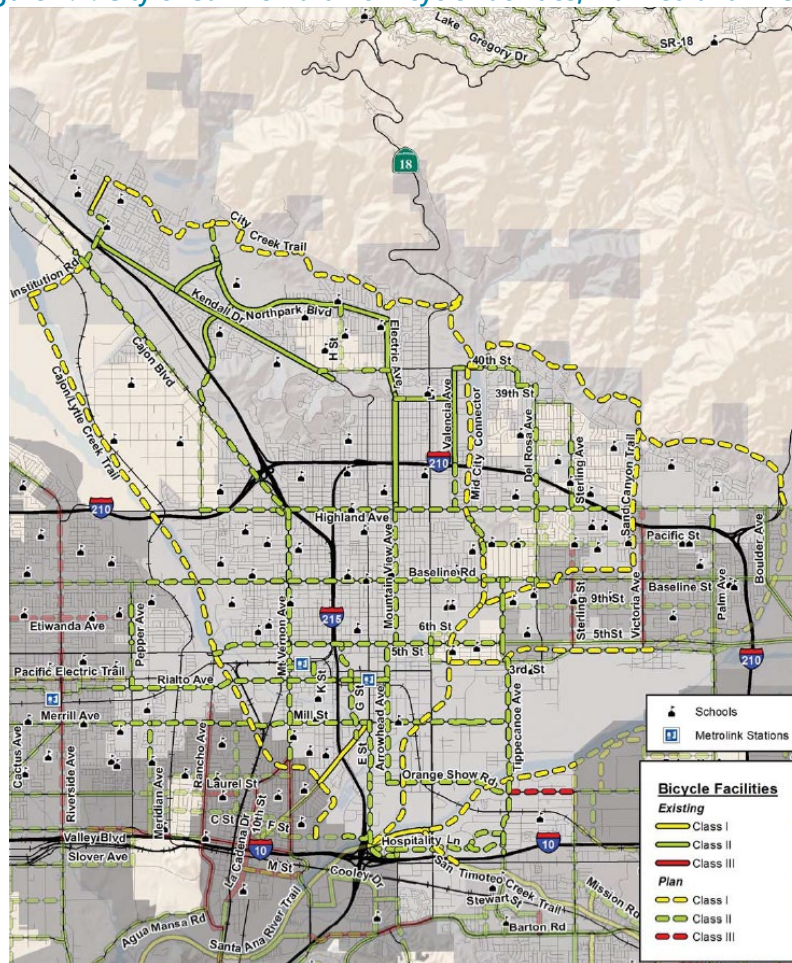 Lake Gregory Dr
SR-18
18
City Creek Trail
Institution Rd
Kendall Dr
Northpark Blvd
H St
Electric Ave
Cajon Blvd
Cajon/Lytle Creek Trail
40th St
39th St
Valencia Ave
Mid City Connector
Del Rosa Ave
Sterling Ave
Sand Canyon Trail
210
210
Highland Ave
Pacific St
Boulder Ave
Mountain View Ave
Baseline Rd
Baseline St
Palm Ave
Victoria Ave
Sterling St
9th St
Etiwanda Ave
Pepper Ave
Mt Vernon Ave
215
6th St
5th St
5th St
210
Pacific Electric Trail
Rialto Ave
K St
G St
3rd St
Tippecanoe Ave
Merrill Ave
Mill St
E St
Arrowhead Ave
Cactus Ave
Riverside Ave
Meridian Ave
Rancho Ave
Laurel St
Orange Show Rd
C St
La Cadena Dr
10th St
F St
Valley Blvd
Hospitality Ln
10
10
Slover Ave
M St
Cooley Dr
San Timoteo Creek Trail
Stewart St
Mission Rd
Agua Mansa Rd
Santa Ana River Trail
Barton Rd
Schools
Metrolink Stations
Bicycle Facilities
Existing
Class I
Class II
Class III
Plan
Class I
Class II
Class III